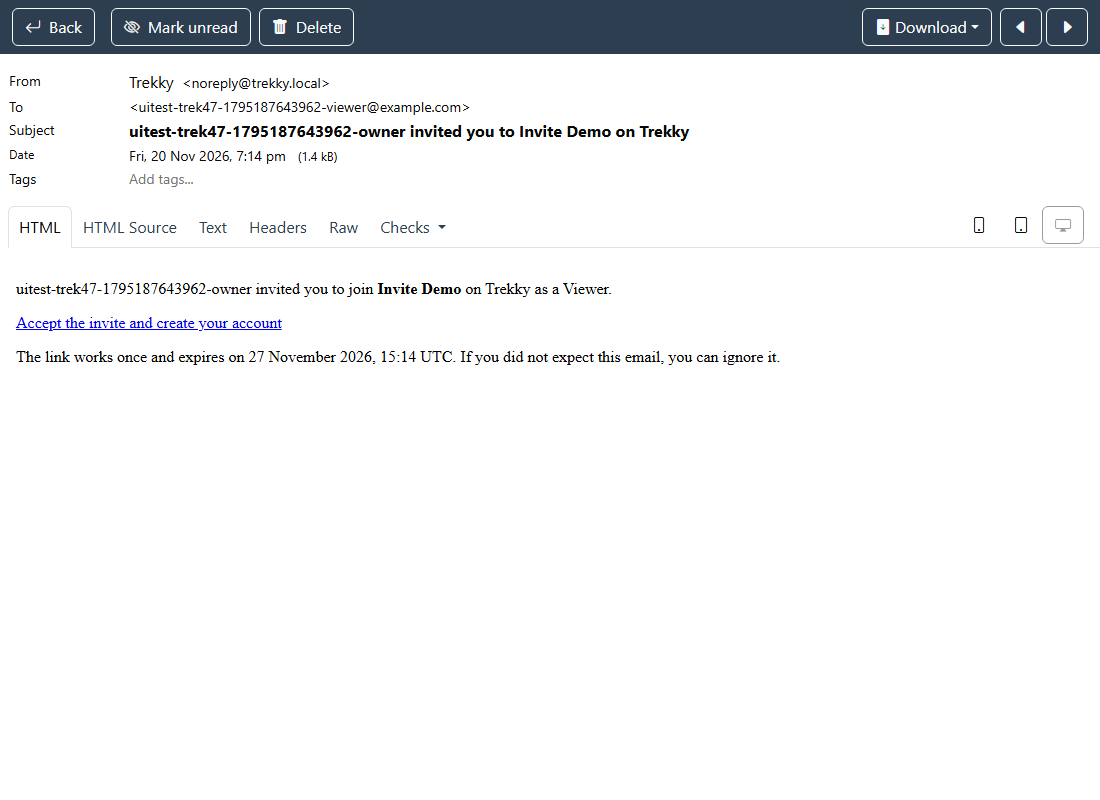 Back Mark unread Delete Download
From Trekky <noreply@trekky.local>
To <uitest-trek47-1795187643962-viewer@example.com>
Subject uitest-trek47-1795187643962-owner invited you to Invite Demo on Trekky
Date Fri, 20 Nov 2026, 7:14 pm (1.4 kB)
Tags Add tags...
HTML HTML Source Text Headers Raw Checks
uitest-trek47-1795187643962-owner invited you to join Invite Demo on Trekky as a Viewer.
Accept the invite and create your account
The link works once and expires on 27 November 2026, 15:14 UTC. If you did not expect this email, you can ignore it.